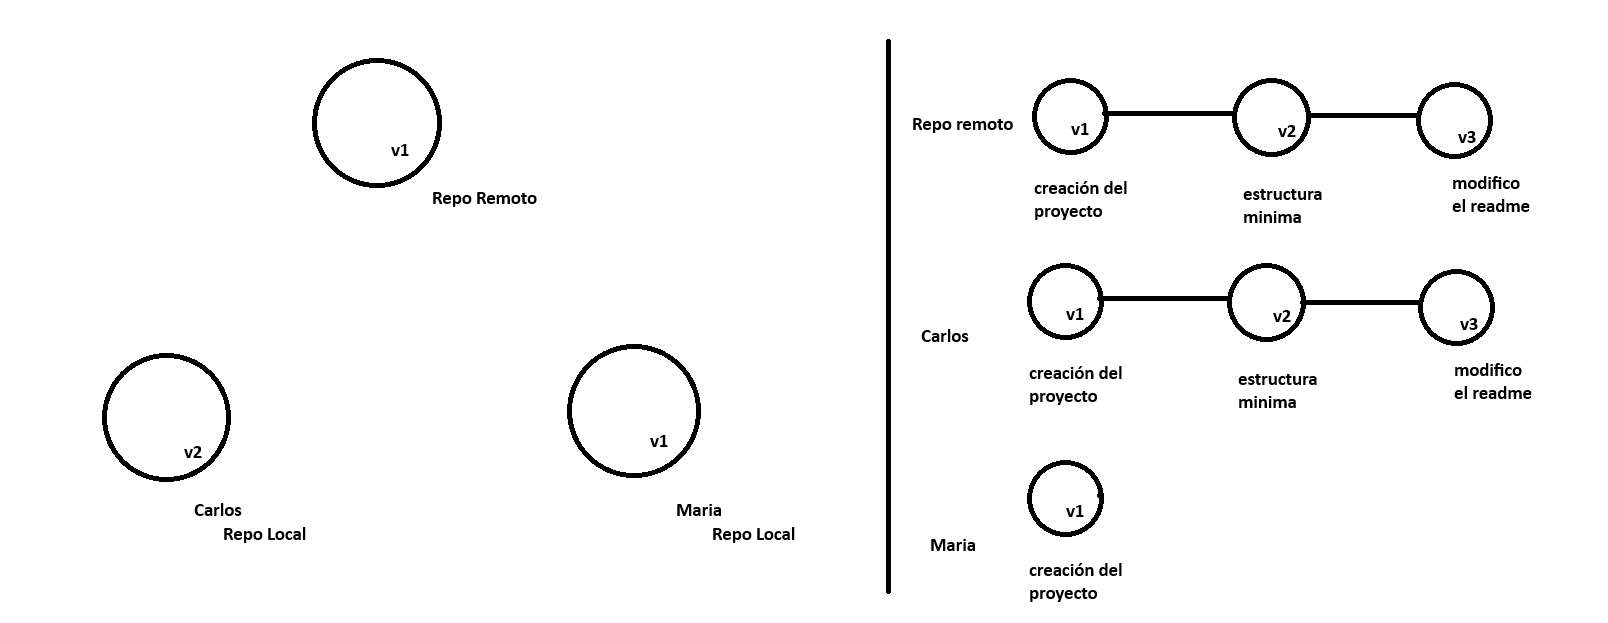 v1
Repo Remoto
v2
Carlos
Repo Local
v1
Maria
Repo Local
Repo remoto
v1
v2
v3
creación del
proyecto
estructura
minima
modifico
el readme
Carlos
v1
v2
v3
creación del
proyecto
estructura
minima
modifico
el readme
Maria
v1
creación del
proyecto